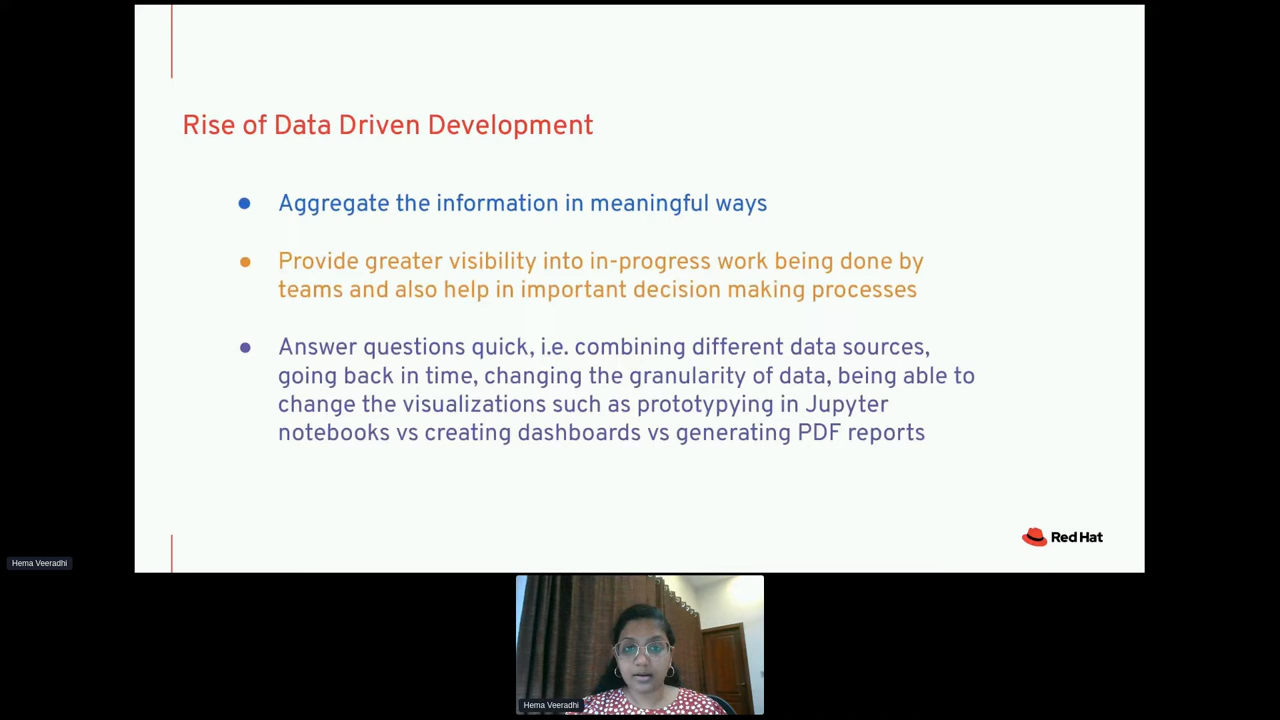 Rise of Data Driven Development
Aggregate the information in meaningful ways
Provide greater visibility into in-progress work being done by
teams and also help in important decision making processes
Answer questions quick, i.e. combining different data sources,
going back in time, changing the granularity of data, being able to
change the visualizations such as prototypying in Jupyter
notebooks vs creating dashboards vs generating PDF reports
Red Hat
Hema Veeradhi
Hema Veeradhi